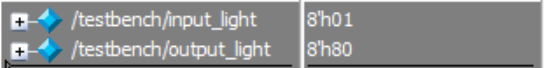 /testbench/input_light 8'h01
/testbench/output_light 8'h80